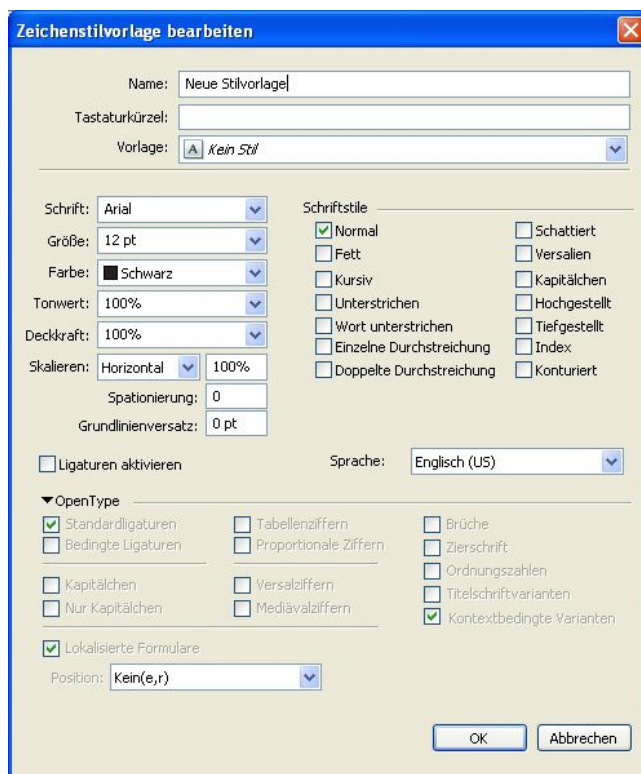 Zeichenstilvorlage bearbeiten
Name: Neue Stilvorlage
Tastaturkürzel:
Vorlage: A Kein Stil
Schrift: Arial
Größe: 12 pt
Farbe: Schwarz
Tonwert: 100%
Deckkraft: 100%
Skalieren: Horizontal 100%
Spationierung: 0
Grundlinienversatz: 0 pt
Schriftstile
Normal
Fett
Kursiv
Unterstrichen
Wort unterstrichen
Einzelne Durchstreichung
Doppelte Durchstreichung
Schattiert
Versalien
Kapitälchen
Hochgestellt
Tiefgestellt
Index
Konturiert
Ligaturen aktivieren
Sprache: Englisch (US)
OpenType
Standardligaturen
Bedingte Ligaturen
Kapitälchen
Nur Kapitälchen
Tabellenziffern
Proportionale Ziffern
Versalziffern
Mediävalziffern
Brüche
Zierschrift
Ordnungszahlen
Titelschriftvarianten
Kontextbedingte Varianten
Lokalisierte Formulare
Position: Kein(e,r)
OK Abbrechen